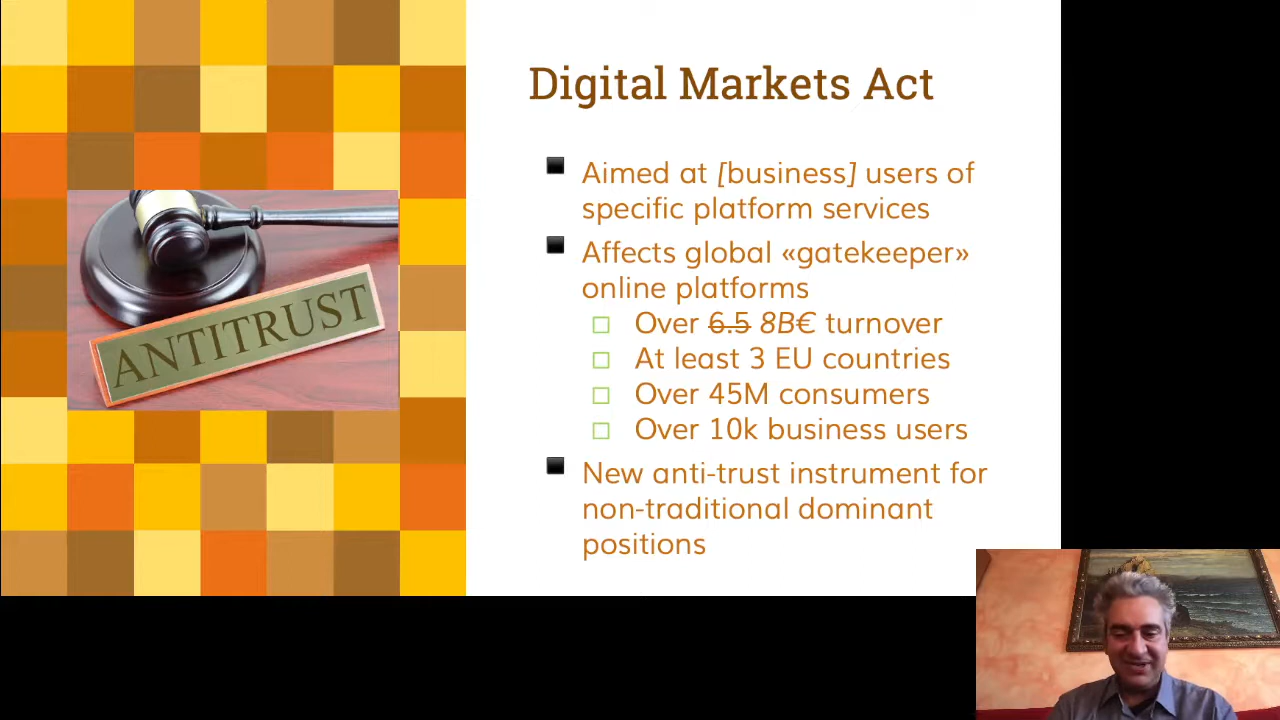 Digital Markets Act
Aimed at [business] users of
specific platform services
Affects global «gatekeeper»
online platforms
Over 6.5 8B€ turnover
At least 3 EU countries
Over 45M consumers
Over 10k business users
New anti-trust instrument for
non-traditional dominant
positions
ANTITRUST